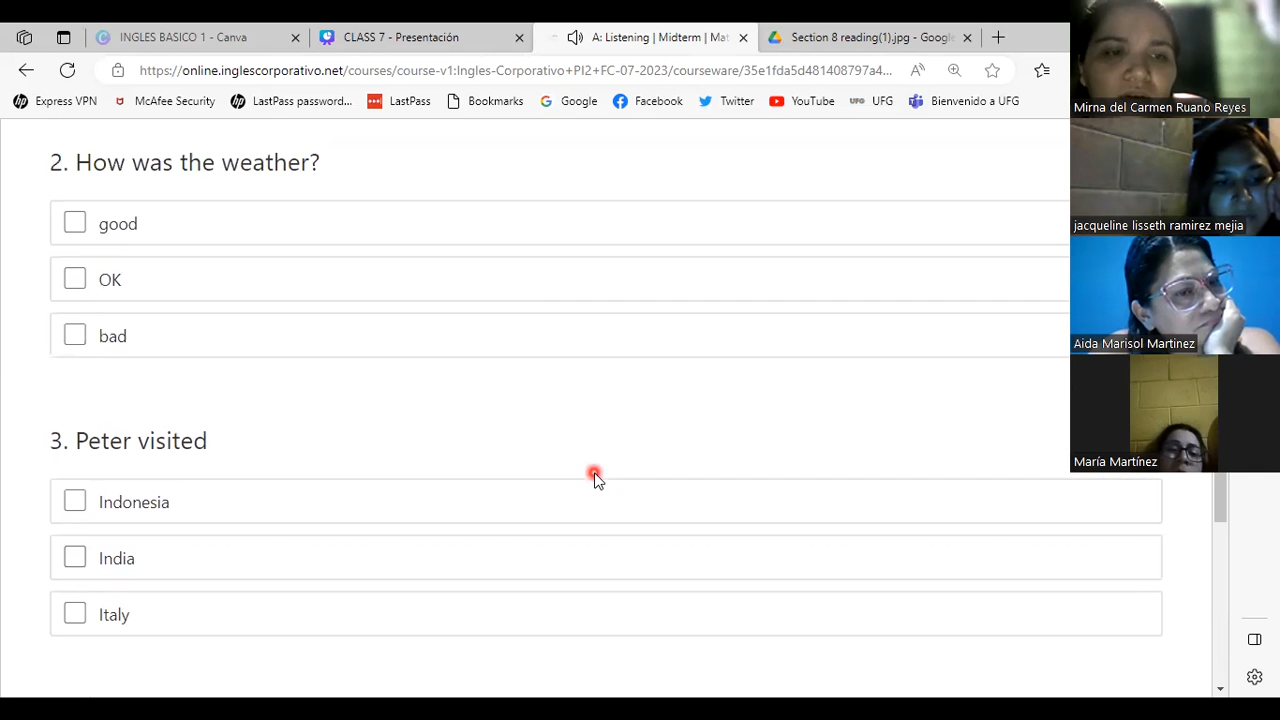 INGLES BASICO 1 - Canva
CLASS 7 - Presentación
A: Listening | Midterm | Mat
Section 8 reading(1).jpg - Google
https://online.inglescorporativo.net/courses/course-v1:Ingles-Corporativo+PI2+FC-07-2023/courseware/35e1fda5d481408797a4...
Express VPN
McAfee Security
LastPass password...
LastPass
Bookmarks
Google
Facebook
Twitter
YouTube
UFG
UFG
Bienvenido a UFG
Mirna del Carmen Ruano Reyes
2. How was the weather?
good
jacqueline lisseth ramirez mejia
OK
bad
Aida Marisol Martinez
3. Peter visited
María Martínez
Indonesia
India
Italy